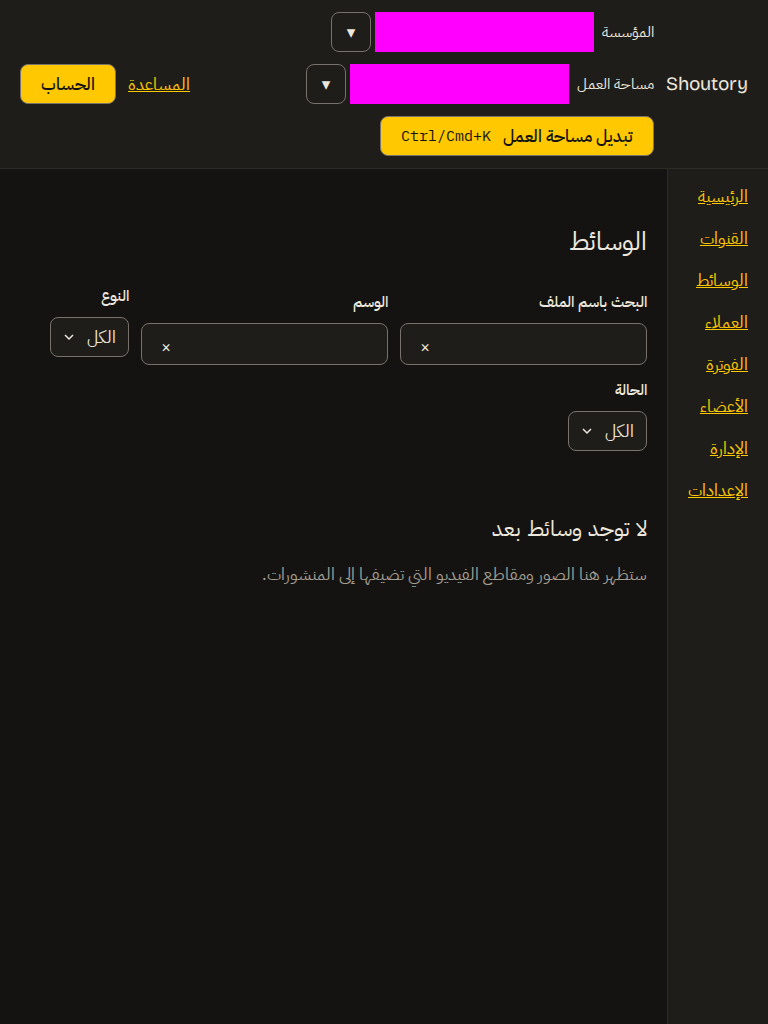 المؤسسة ▼
Shoutory مساحة العمل ▼ المساعدة الحساب
تبديل مساحة العمل Ctrl/Cmd+K
الرئيسية
القنوات
الوسائط
العملاء
الفوترة
الأعضاء
الإدارة
الإعدادات
الوسائط
البحث باسم الملف
×
الوسم
×
النوع
الكل
الحالة
الكل
لا توجد وسائط بعد
ستظهر هنا الصور ومقاطع الفيديو التي تضيفها إلى المنشورات.